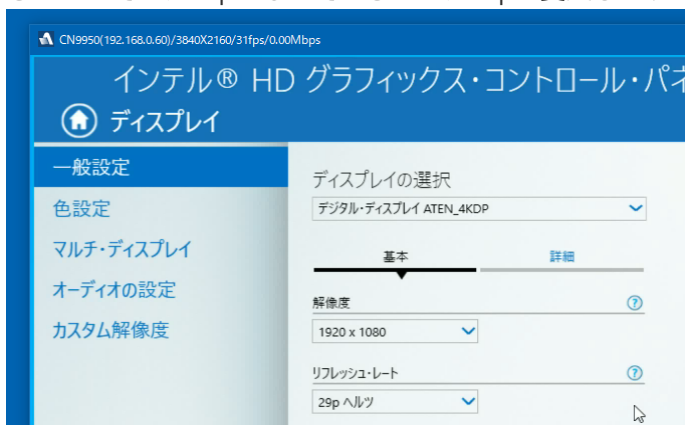 CN9950(192.168.0.60)/3840X2160/31fps/0.00Mbps
インテル® HD グラフィックス・コントロール・パネ
ディスプレイ
一般設定
色設定
マルチ・ディスプレイ
オーディオの設定
カスタム解像度
ディスプレイの選択
デジタル・ディスプレイ ATEN_4KDP
基本
詳細
解像度
?
1920 x 1080
リフレッシュ・レート
?
29p ヘルツ